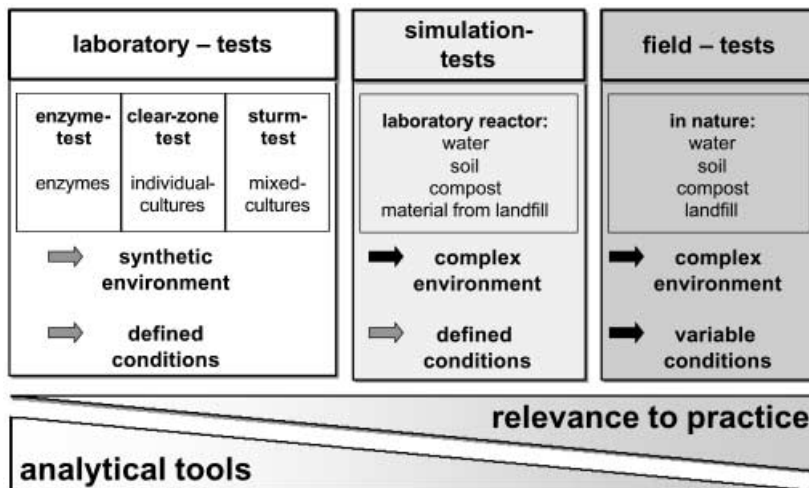 laboratory – tests
enzyme-
test
enzymes
clear-zone
test
individual-
cultures
sturm-
test
mixed-
cultures
synthetic
environment
defined
conditions
simulation-
tests
laboratory reactor:
water
soil
compost
material from landfill
complex
environment
defined
conditions
field – tests
in nature:
water
soil
compost
landfill
complex
environment
variable
conditions
relevance to practice
analytical tools